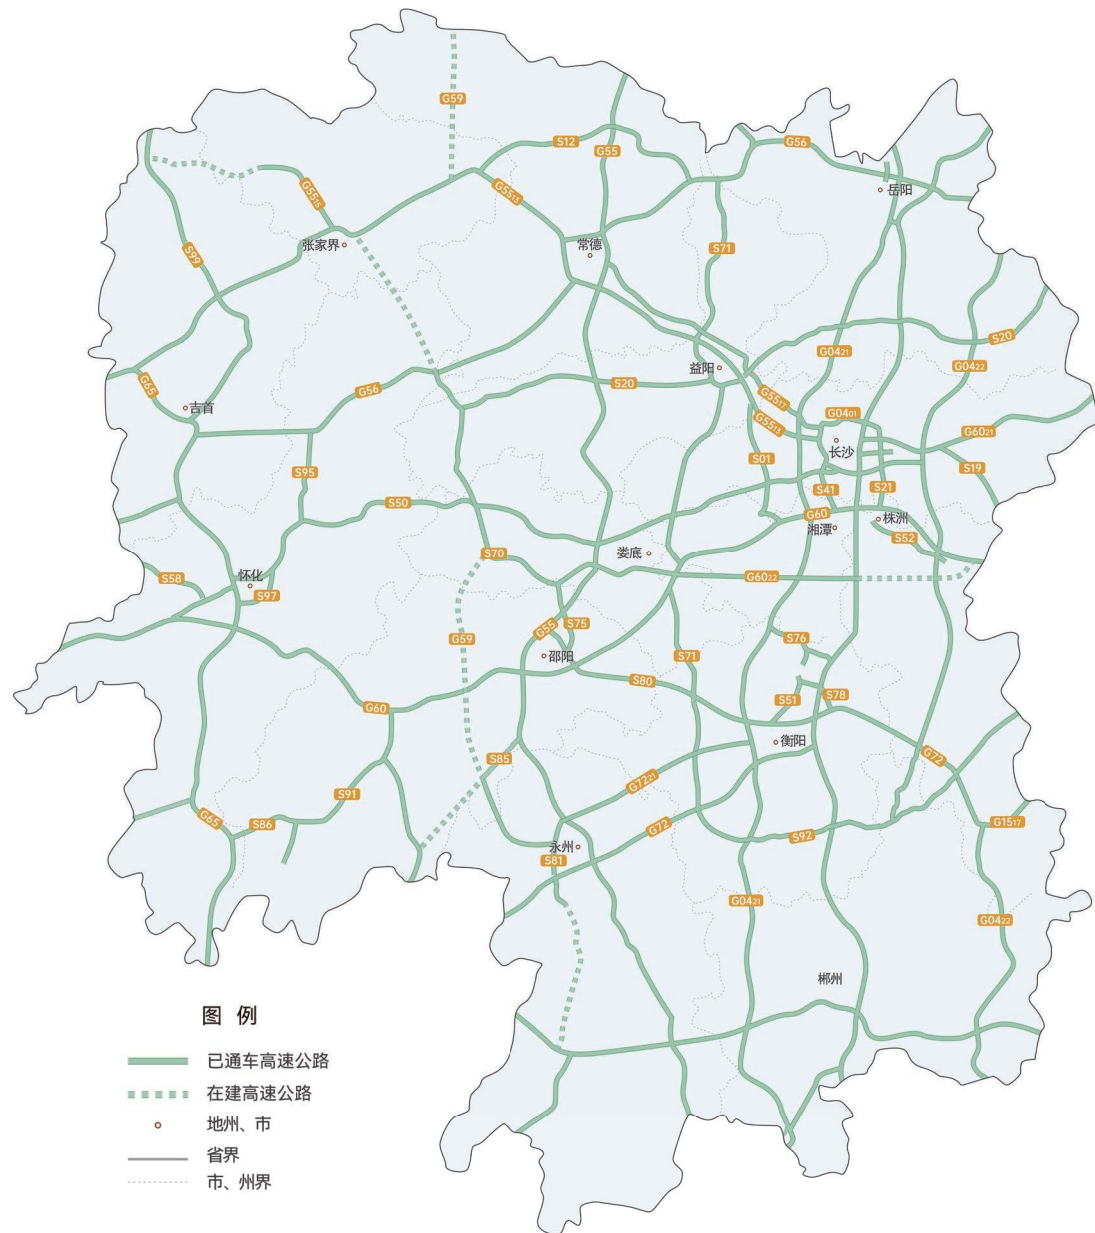 G59
S12
G55
G56
G5515
G5513
岳阳
张家界
常德
S99
S71
S20
G0421
G0422
益阳
G65
G56
S20
吉首
G5517
G0401
G5513
长沙
G6021
S01
S19
S95
S41
S21
S50
G60
株洲
湘潭
S52
S70
娄底
S58
怀化
G6022
S97
S75
G55
G59
S76
邵阳
S71
S80
S51
S78
G60
衡阳
S85
G72
G7221
S91
G65
S86
G72
S92
G1517
永州
S81
G0421
G0422
郴州
图 例
已通车高速公路
在建高速公路
地州、市
省界
市、州界